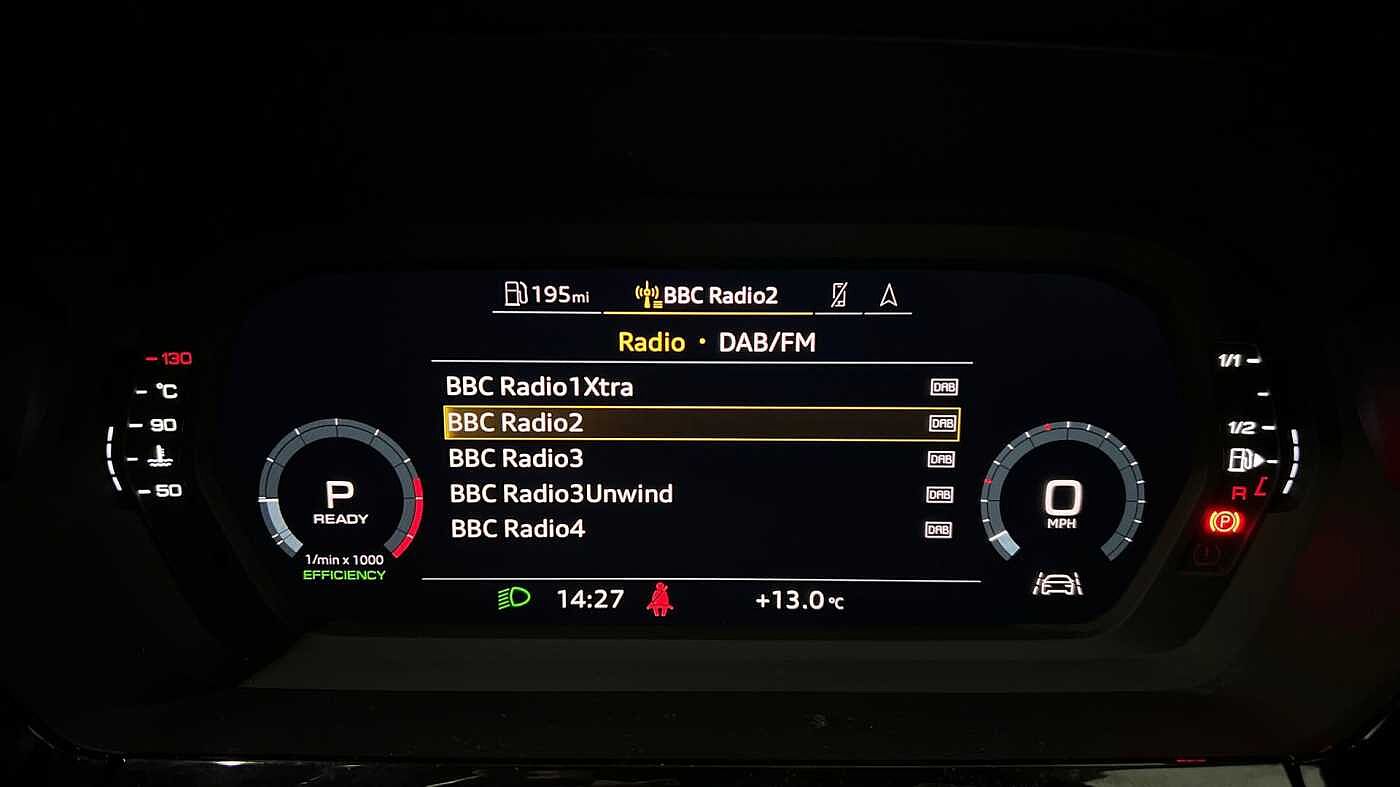 195mi
BBC Radio2
Radio • DAB/FM
BBC Radio1Xtra DAB
BBC Radio2 DAB
BBC Radio3 DAB
BBC Radio3Unwind DAB
BBC Radio4 DAB
14:27
+13.0°C
130
°C
90
50
P
READY
1/min x 1000
EFFICIENCY
0
MPH
1/1
1/2
R
P